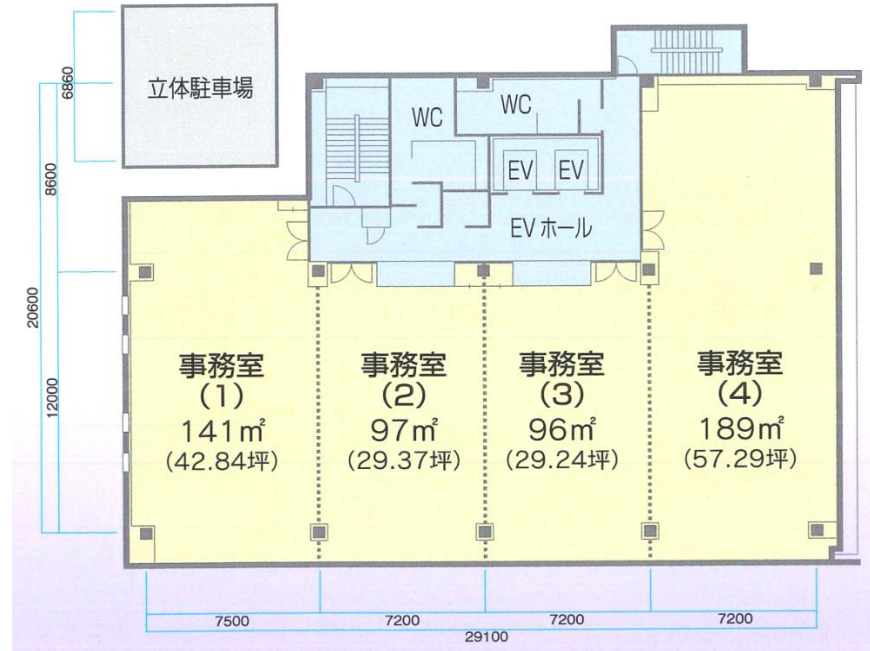 立体駐車場
WC
WC
EV
EV
EVホール
6860
8600
20600
12000
事務室
(1)
141㎡
(42.84坪)
事務室
(2)
97㎡
(29.37坪)
事務室
(3)
96㎡
(29.24坪)
事務室
(4)
189㎡
(57.29坪)
7500
7200
7200
7200
29100